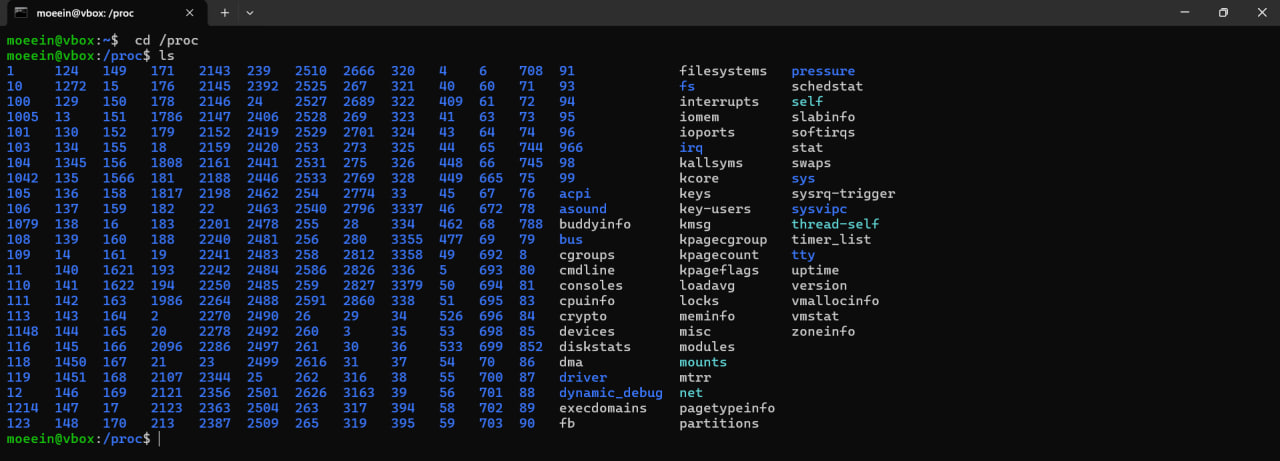 moeein@vbox: /proc
moeein@vbox:~$  cd /proc
moeein@vbox:/proc$ ls
1 124 149 171 2143 239 2510 2666 320 4 6 708 91 filesystems pressure
10 1272 15 176 2145 2392 2525 267 321 40 60 71 93 fs schedstat
100 129 150 178 2146 24 2527 2689 322 409 61 72 94 interrupts self
1005 13 151 1786 2147 2406 2528 269 323 41 63 73 95 iomem slabinfo
101 130 152 179 2152 2419 2529 2701 324 43 64 74 96 ioports softirqs
103 134 155 18 2159 2420 253 273 325 44 65 744 966 irq stat
104 1345 156 1808 2161 2441 2531 275 326 448 66 745 98 kallsyms swaps
1042 135 1566 181 2188 2446 2533 2769 328 449 665 75 99 kcore sys
105 136 158 1817 2198 2462 254 2774 33 45 67 76 acpi keys sysrq-trigger
106 137 159 182 22 2463 2540 2796 3337 46 672 78 asound key-users sysvipc
1079 138 16 183 2201 2478 255 28 334 462 68 788 buddyinfo kmsg thread-self
108 139 160 188 2240 2481 256 280 3355 477 69 79 bus kpagecgroup timer_list
109 14 161 19 2241 2483 258 2812 3358 49 692 8 cgroups kpagecount tty
11 140 1621 193 2242 2484 2586 2826 336 5 693 80 cmdline kpageflags uptime
110 141 1622 194 2250 2485 259 2827 3379 50 694 81 consoles loadavg version
111 142 163 1986 2264 2488 2591 2860 338 51 695 83 cpuinfo locks vmallocinfo
113 143 164 2 2270 2490 26 29 34 526 696 84 crypto meminfo vmstat
1148 144 165 20 2278 2492 260 3 35 53 698 85 devices misc zoneinfo
116 145 166 2096 2286 2497 261 30 36 533 699 852 diskstats modules
118 1450 167 21 23 2499 2616 31 37 54 70 86 dma mounts
119 1451 168 2107 2344 25 262 316 38 55 700 87 driver mtrr
12 146 169 2121 2356 2501 2626 3163 39 56 701 88 dynamic_debug net
1214 147 17 2123 2363 2504 263 317 394 58 702 89 execdomains pagetypeinfo
123 148 170 213 2387 2509 265 319 395 59 703 90 fb partitions
moeein@vbox:/proc$